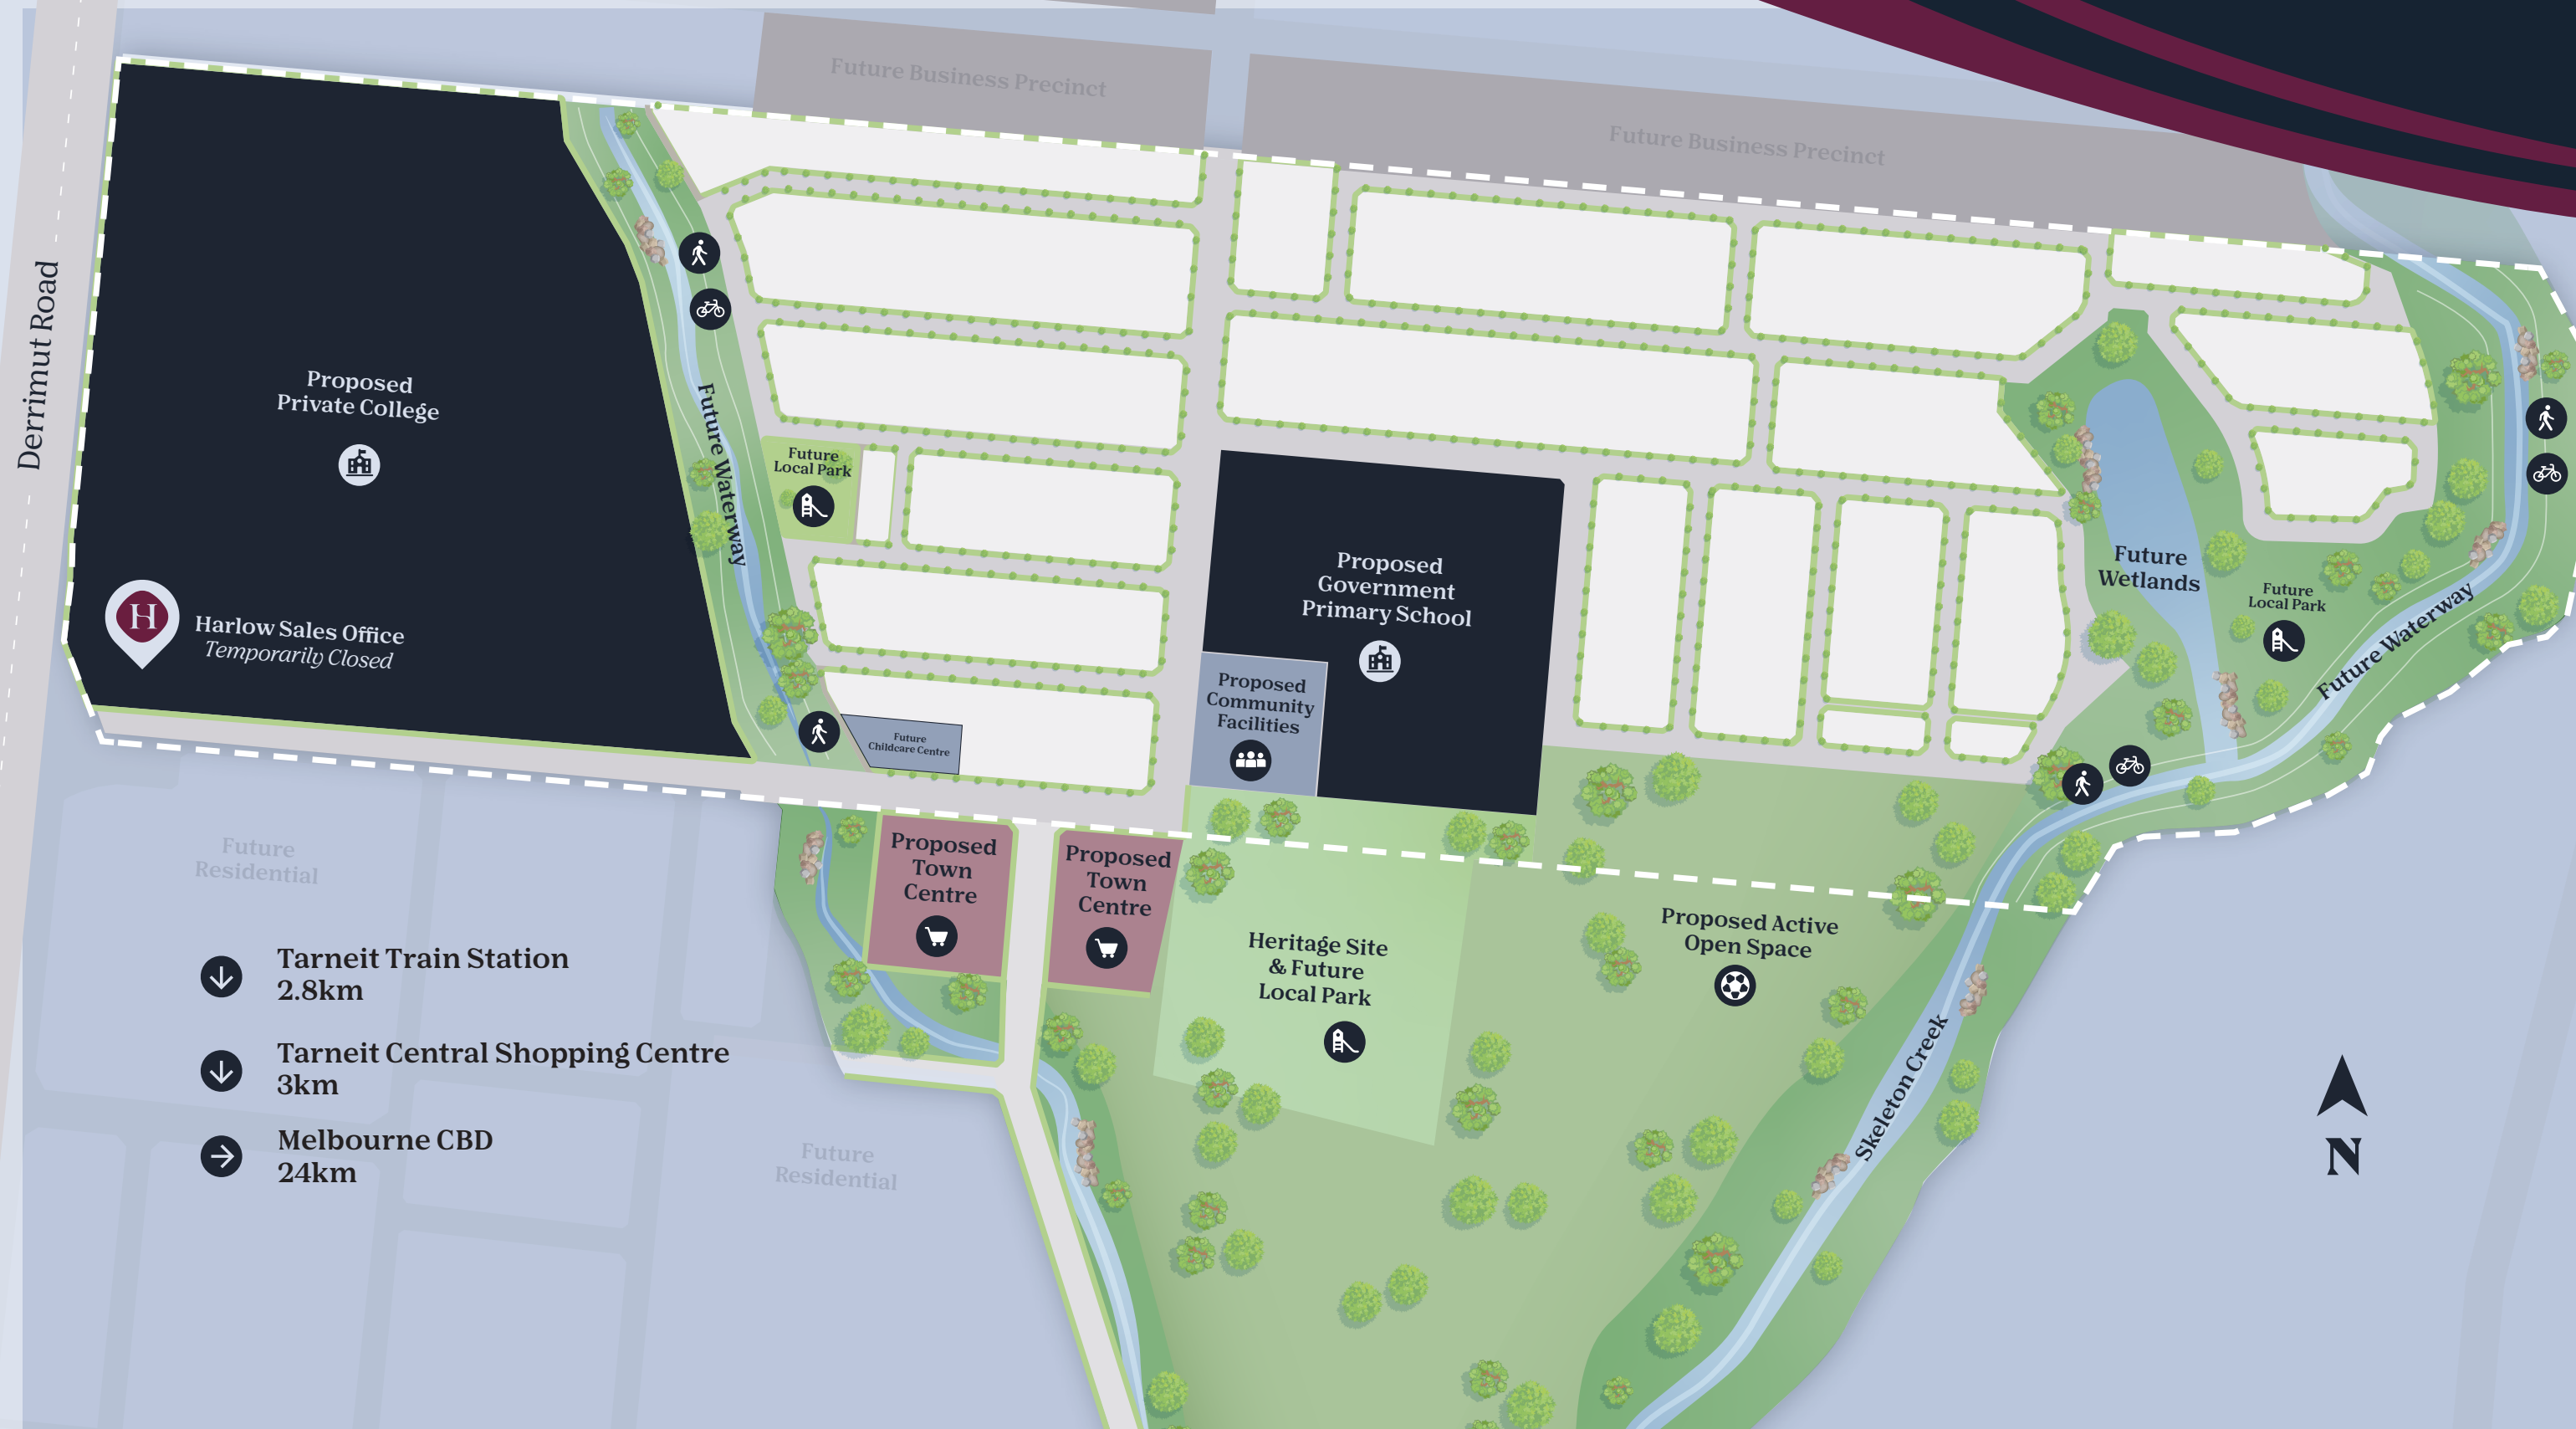 Future Business Precinct
Future Business Precinct
Derrimut Road
Proposed
Private College
Future Waterway
Future
Local Park
Proposed
Government
Primary School
Future
Wetlands
Future
Local Park
Future Waterway
H
Harlow Sales Office
Temporarily Closed
Proposed
Community
Facilities
Future
Childcare Centre
Future
Residential
Proposed
Town
Centre
Proposed
Town
Centre
Heritage Site
& Future
Local Park
Proposed Active
Open Space
Skeleton Creek
Tarneit Train Station
2.8km
Tarneit Central Shopping Centre
3km
Melbourne CBD
24km
Future
Residential
N